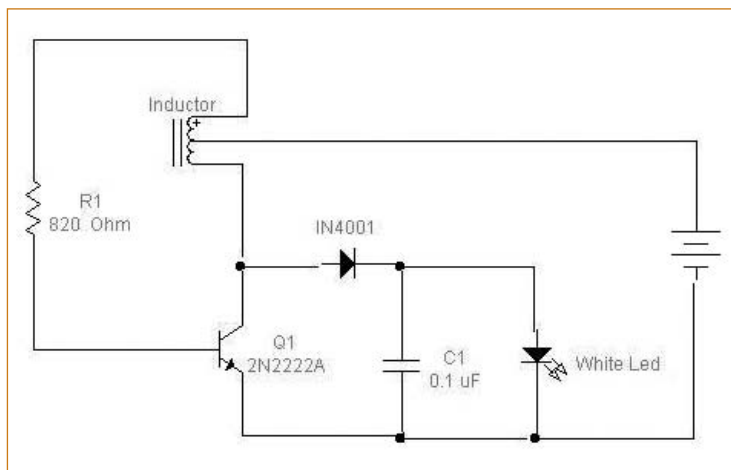 Inductor
+
R1
820 Ohm
IN4001
Q1
2N2222A
C1
0.1 uF
White Led